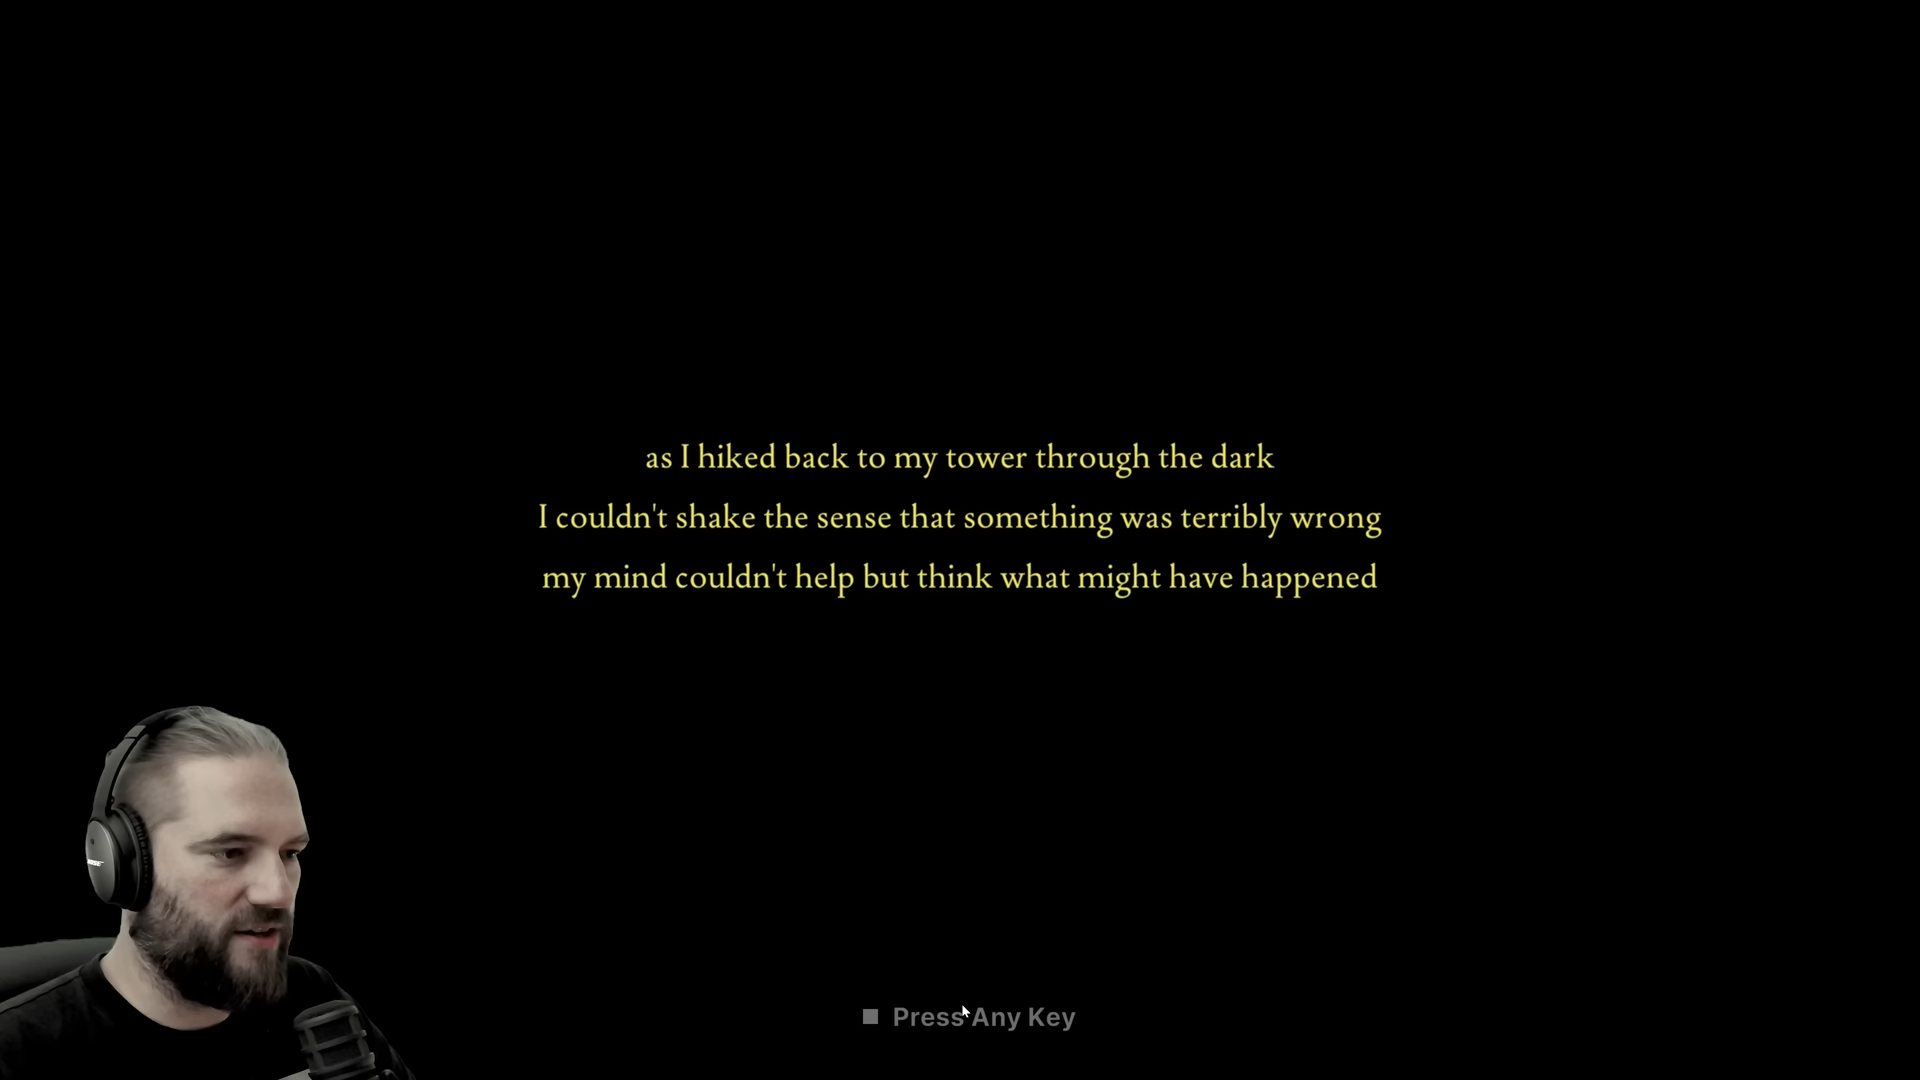 as I hiked back to my tower through the dark
I couldn't shake the sense that something was terribly wrong
my mind couldn't help but think what might have happened
Press Any Key